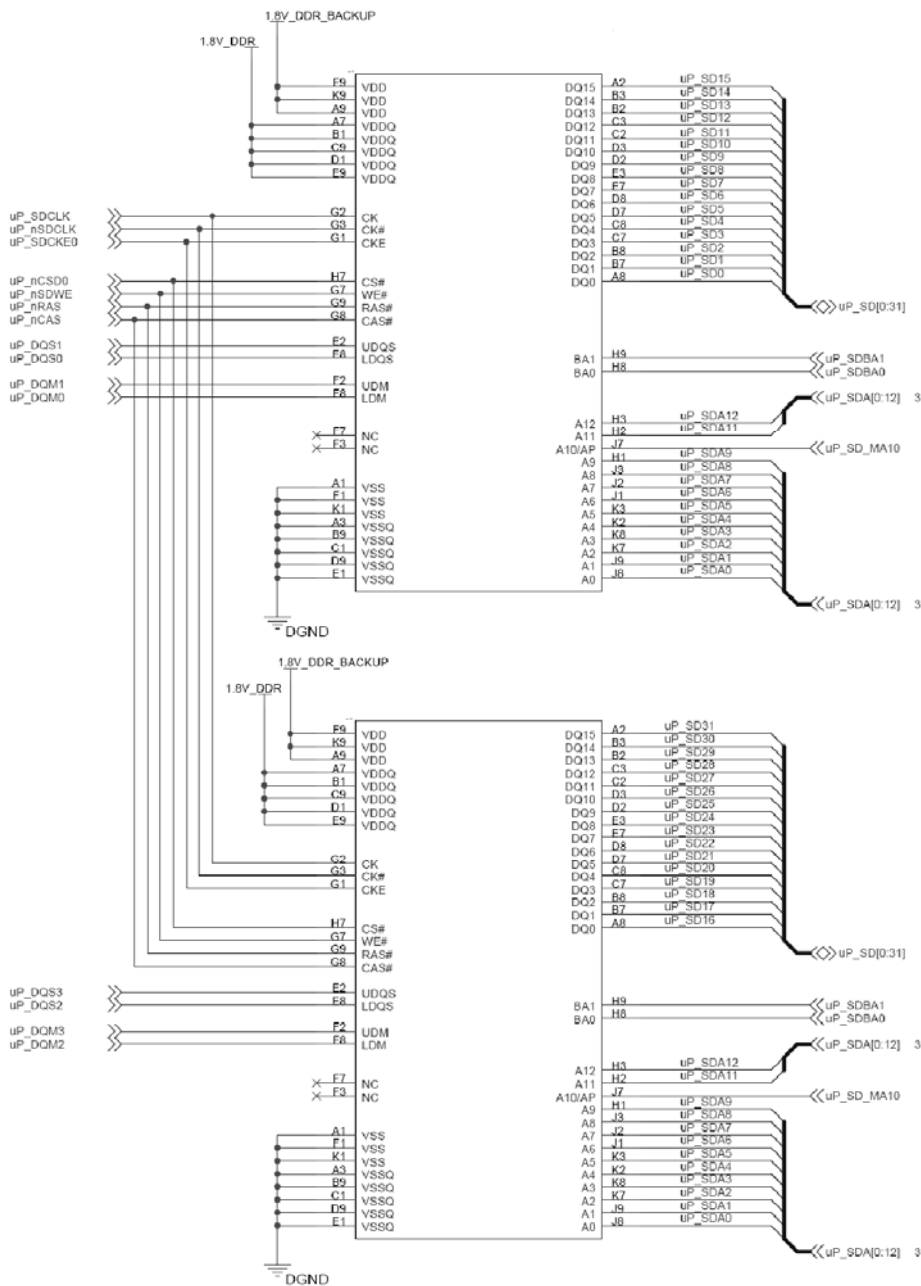 1.8V_DDR_BACKUP
1.8V_DDR
F9 VDD
K9 VDD
A9 VDD
A7 VDDQ
B1 VDDQ
C9 VDDQ
D1 VDDQ
E9 VDDQ
uP_SDCLK G2 CK
uP_nSDCLK G3 CK#
uP_SDCKE0 G1 CKE
uP_nCSD0 H7 CS#
uP_nSDWE G7 WE#
uP_nRAS G9 RAS#
uP_nCAS G8 CAS#
uP_DQS1 E2 UDQS
uP_DQS0 E8 LDQS
uP_DQM1 F2 UDM
uP_DQM0 F8 LDM
F7 NC
F3 NC
A1 VSS
F1 VSS
K1 VSS
A3 VSSQ
B9 VSSQ
C1 VSSQ
D9 VSSQ
E1 VSSQ
DGND
DQ15 A2 uP_SD15
DQ14 B3 uP_SD14
DQ13 B2 uP_SD13
DQ12 C3 uP_SD12
DQ11 C2 uP_SD11
DQ10 D3 uP_SD10
DQ9 D2 uP_SD9
DQ8 E3 uP_SD8
DQ7 E7 uP_SD7
DQ6 D8 uP_SD6
DQ5 D7 uP_SD5
DQ4 C8 uP_SD4
DQ3 C7 uP_SD3
DQ2 B8 uP_SD2
DQ1 B7 uP_SD1
DQ0 A8 uP_SD0
uP_SD[0:31]
BA1 H9 uP_SDBA1
BA0 H8 uP_SDBA0
uP_SDA[0:12] 3
A12 H3 uP_SDA12
A11 H2 uP_SDA11
A10/AP J7 uP_SD_MA10
A9 H1 uP_SDA9
A8 J3 uP_SDA8
A7 J2 uP_SDA7
A6 J1 uP_SDA6
A5 K3 uP_SDA5
A4 K2 uP_SDA4
A3 K8 uP_SDA3
A2 K7 uP_SDA2
A1 J9 uP_SDA1
A0 J8 uP_SDA0
uP_SDA[0:12] 3
1.8V_DDR_BACKUP
1.8V_DDR
F9 VDD
K9 VDD
A9 VDD
A7 VDDQ
B1 VDDQ
C9 VDDQ
D1 VDDQ
E9 VDDQ
G2 CK
G3 CK#
G1 CKE
H7 CS#
G7 WE#
G9 RAS#
G8 CAS#
uP_DQS3 E2 UDQS
uP_DQS2 E8 LDQS
uP_DQM3 F2 UDM
uP_DQM2 F8 LDM
F7 NC
F3 NC
A1 VSS
F1 VSS
K1 VSS
A3 VSSQ
B9 VSSQ
C1 VSSQ
D9 VSSQ
E1 VSSQ
DGND
DQ15 A2 uP_SD31
DQ14 B3 uP_SD30
DQ13 B2 uP_SD29
DQ12 C3 uP_SD28
DQ11 C2 uP_SD27
DQ10 D3 uP_SD26
DQ9 D2 uP_SD25
DQ8 E3 uP_SD24
DQ7 E7 uP_SD23
DQ6 D8 uP_SD22
DQ5 D7 uP_SD21
DQ4 C8 uP_SD20
DQ3 C7 uP_SD19
DQ2 B8 uP_SD18
DQ1 B7 uP_SD17
DQ0 A8 uP_SD16
uP_SD[0:31]
BA1 H9 uP_SDBA1
BA0 H8 uP_SDBA0
uP_SDA[0:12] 3
A12 H3 uP_SDA12
A11 H2 uP_SDA11
A10/AP J7 uP_SD_MA10
A9 H1 uP_SDA9
A8 J3 uP_SDA8
A7 J2 uP_SDA7
A6 J1 uP_SDA6
A5 K3 uP_SDA5
A4 K2 uP_SDA4
A3 K8 uP_SDA3
A2 K7 uP_SDA2
A1 J9 uP_SDA1
A0 J8 uP_SDA0
uP_SDA[0:12] 3